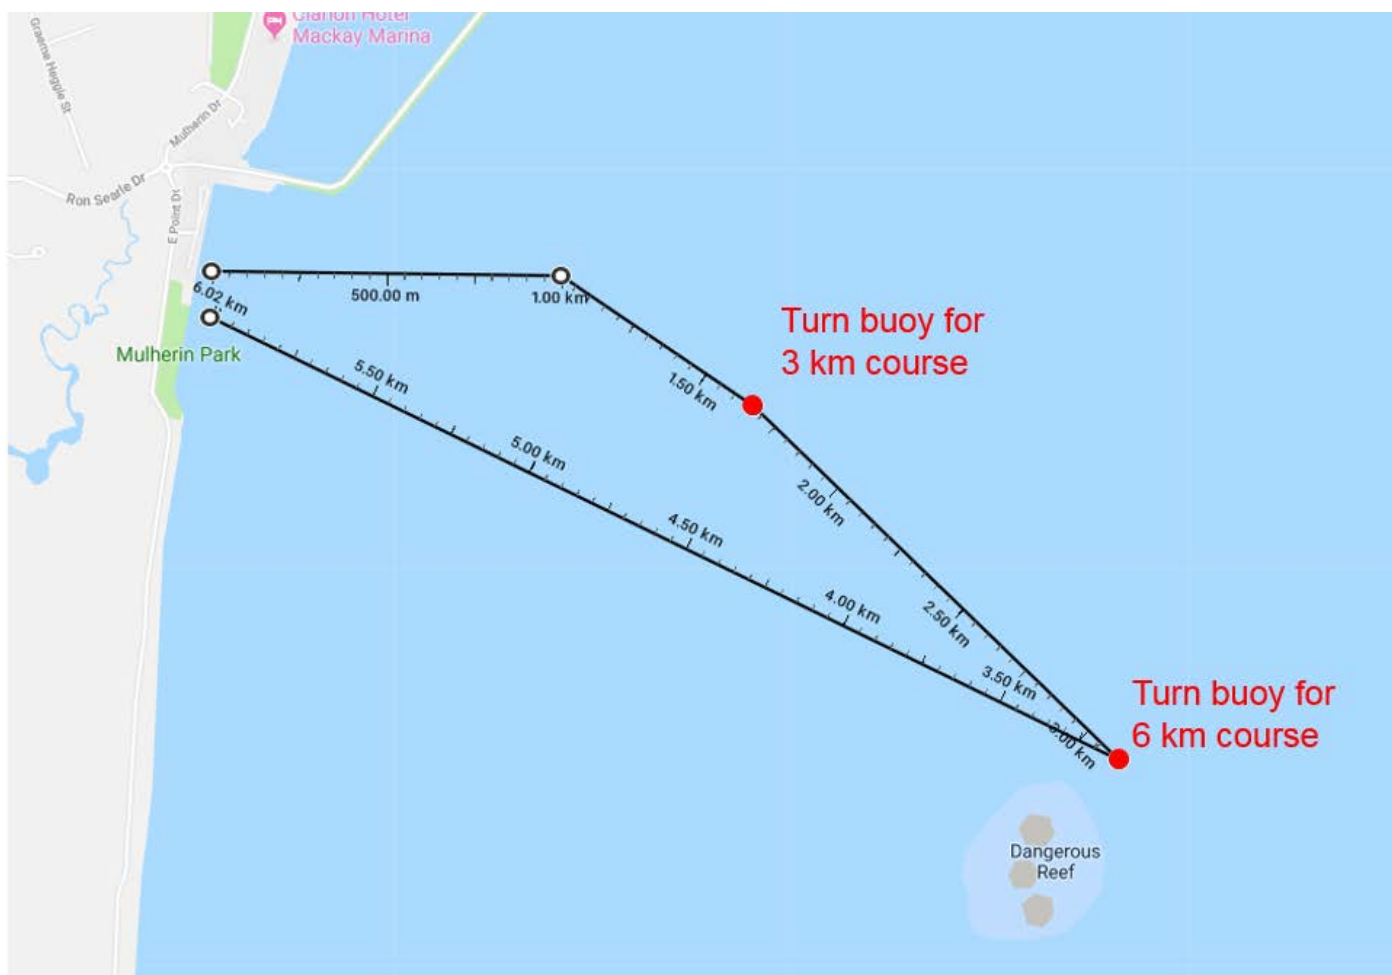 Clarion Hotel
Mackay Marina
Graeme Heggie St
Mulherin Dr
Ron Searle Dr
E Point Dr
6.02 km
500.00 m
1.00 km
Mulherin Park
Turn buoy for
3 km course
5.50 km
1.50 km
5.00 km
2.00 km
4.50 km
4.00 km
2.50 km
3.50 km
3.00 km
Turn buoy for
6 km course
Dangerous
Reef